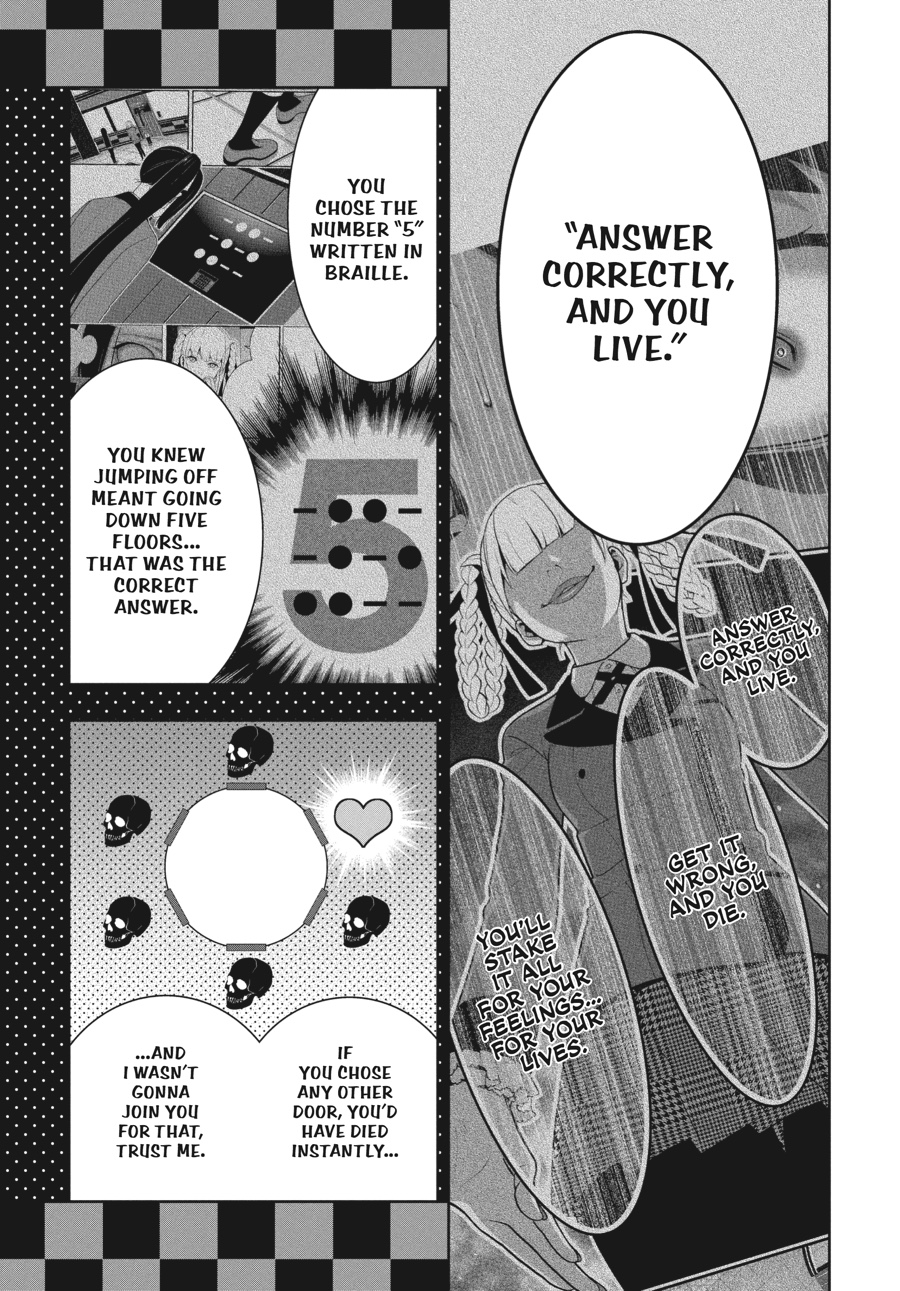 "ANSWER
CORRECTLY,
AND YOU
LIVE."
ANSWER
CORRECTLY,
AND YOU
LIVE.
GET IT
WRONG,
AND YOU
DIE.
YOU'LL
STAKE
IT ALL
FOR YOUR
FEELINGS...
FOR YOUR
LIVES.
YOU
CHOSE THE
NUMBER "5"
WRITTEN IN
BRAILLE.
5
YOU KNEW
JUMPING OFF
MEANT GOING
DOWN FIVE
FLOORS...
THAT WAS THE
CORRECT
ANSWER.
IF
YOU CHOSE
ANY OTHER
DOOR, YOU'D
HAVE DIED
INSTANTLY...
...AND
I WASN'T
GONNA
JOIN YOU
FOR THAT,
TRUST ME.